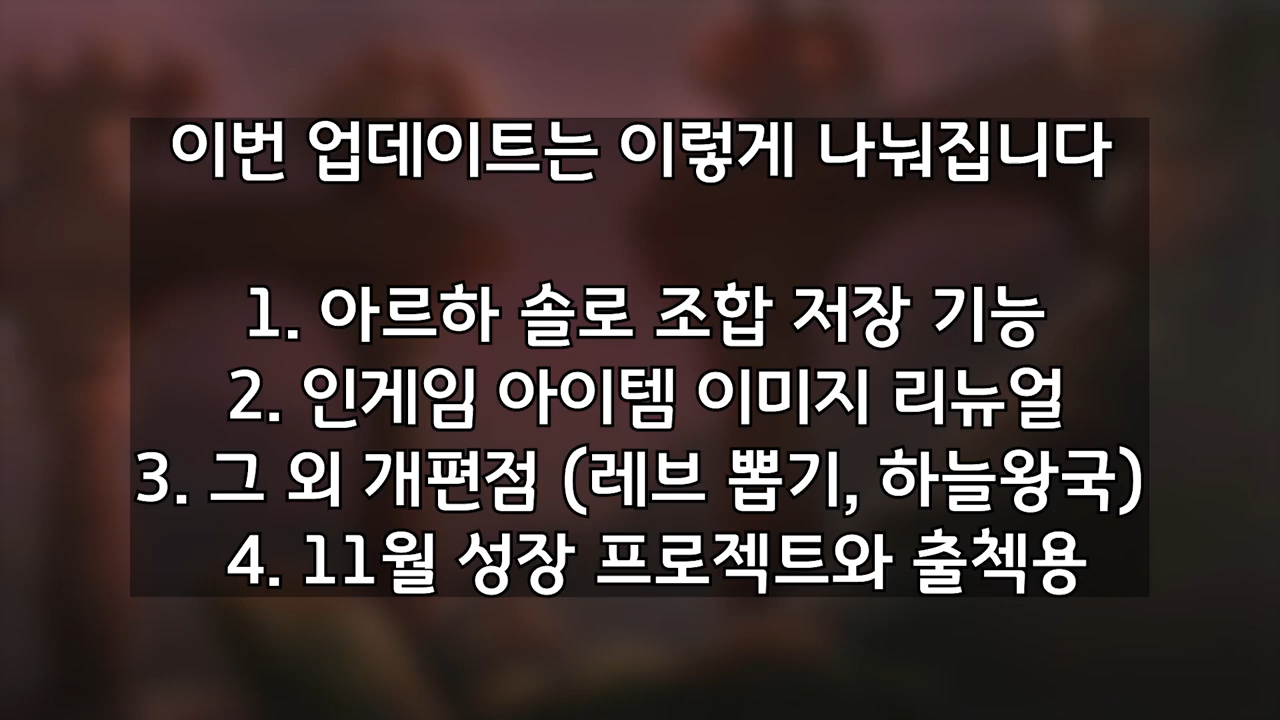 이번 업데이트는 이렇게 나눠집니다
1. 아르하 솔로 조합 저장 기능
2. 인게임 아이템 이미지 리뉴얼
3. 그 외 개편점 (레브 뽑기, 하늘왕국)
4. 11월 성장 프로젝트와 출첵용